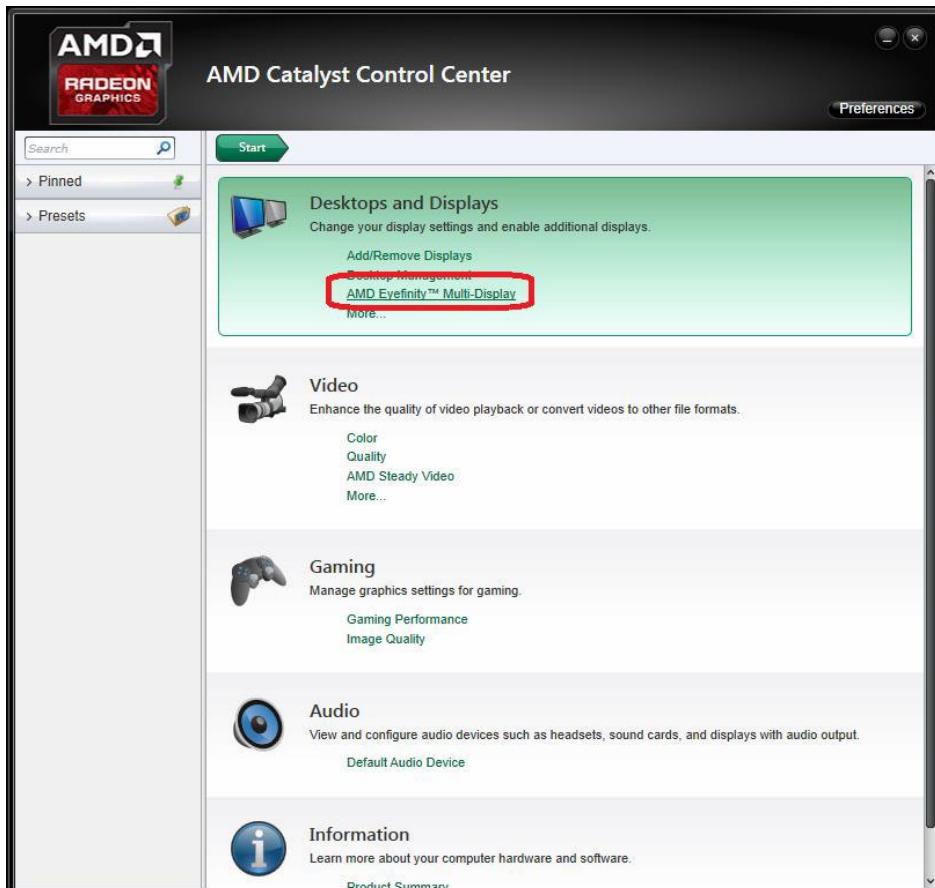 AMD
RADEON
GRAPHICS
AMD Catalyst Control Center
Preferences
Search
Start
Pinned
Presets
Desktops and Displays
Change your display settings and enable additional displays.
Add/Remove Displays
Desktop Management
AMD Eyefinity™ Multi-Display
More...
Video
Enhance the quality of video playback or convert videos to other file formats.
Color
Quality
AMD Steady Video
More...
Gaming
Manage graphics settings for gaming.
Gaming Performance
Image Quality
Audio
View and configure audio devices such as headsets, sound cards, and displays with audio output.
Default Audio Device
Information
Learn more about your computer hardware and software.
Product Summary